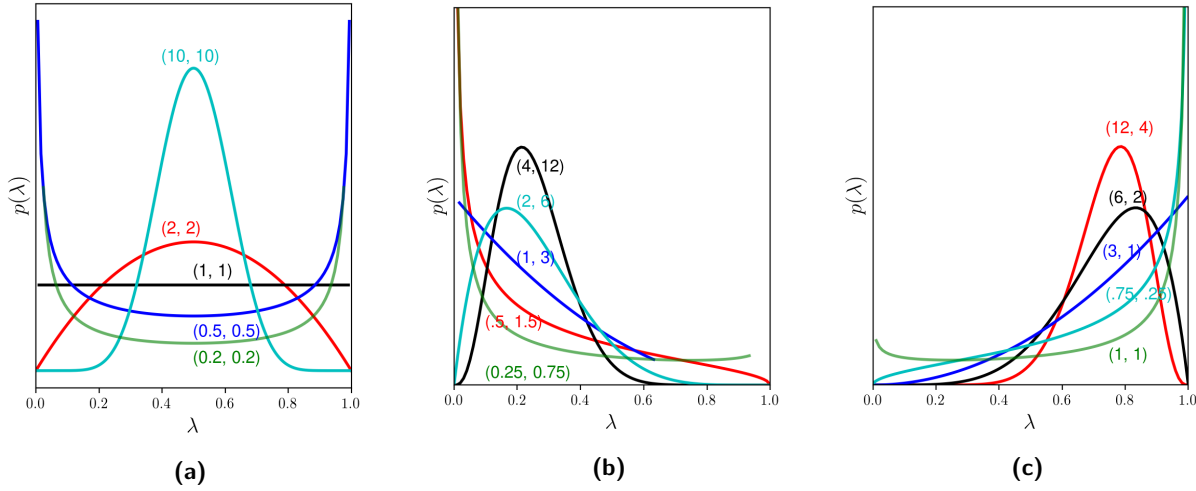 (10, 10)
(2, 2)
(1, 1)
(0.5, 0.5)
(0.2, 0.2)
p(λ)
0.0 0.2 0.4 0.6 0.8 1.0
λ
(a)
(4, 12)
(2, 6)
(1, 3)
(.5, 1.5)
(0.25, 0.75)
p(λ)
0.0 0.2 0.4 0.6 0.8 1.0
λ
(b)
(12, 4)
(6, 2)
(3, 1)
(.75, .25)
(1, 1)
p(λ)
0.0 0.2 0.4 0.6 0.8 1.0
λ
(c)